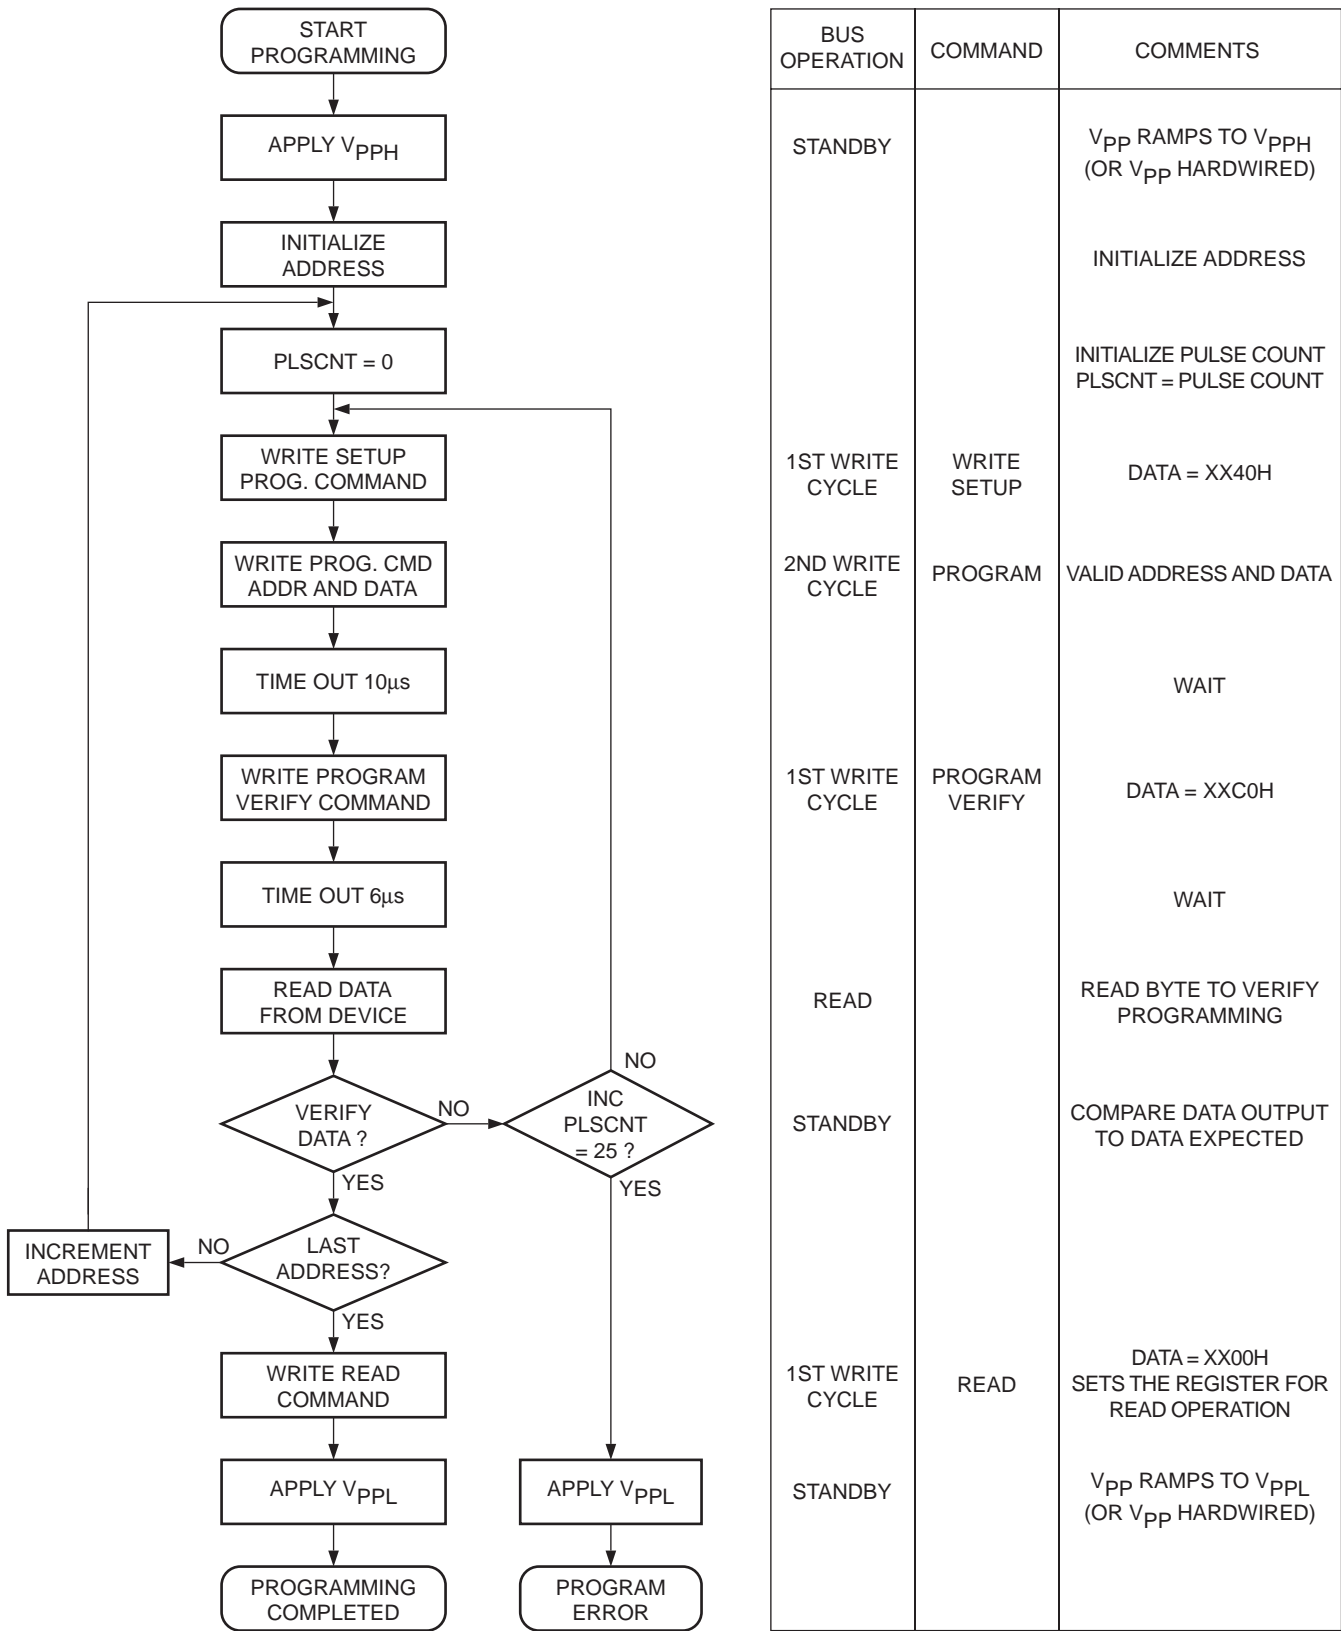 START
PROGRAMMING
APPLY VPPH
INITIALIZE
ADDRESS
PLSCNT = 0
WRITE SETUP
PROG. COMMAND
WRITE PROG. CMD
ADDR AND DATA
TIME OUT 10µs
WRITE PROGRAM
VERIFY COMMAND
TIME OUT 6µs
READ DATA
FROM DEVICE
VERIFY
DATA ?
NO
YES
INC
PLSCNT
= 25 ?
NO
YES
LAST
ADDRESS?
NO
YES
INCREMENT
ADDRESS
WRITE READ
COMMAND
APPLY VPPL
PROGRAMMING
COMPLETED
APPLY VPPL
PROGRAM
ERROR
BUS
OPERATION
COMMAND
COMMENTS
STANDBY
VPP RAMPS TO VPPH
(OR VPP HARDWIRED)
INITIALIZE ADDRESS
INITIALIZE PULSE COUNT
PLSCNT = PULSE COUNT
1ST WRITE
CYCLE
WRITE
SETUP
DATA = XX40H
2ND WRITE
CYCLE
PROGRAM
VALID ADDRESS AND DATA
WAIT
1ST WRITE
CYCLE
PROGRAM
VERIFY
DATA = XXC0H
WAIT
READ
READ BYTE TO VERIFY
PROGRAMMING
STANDBY
COMPARE DATA OUTPUT
TO DATA EXPECTED
1ST WRITE
CYCLE
READ
DATA = XX00H
SETS THE REGISTER FOR
READ OPERATION
STANDBY
VPP RAMPS TO VPPL
(OR VPP HARDWIRED)